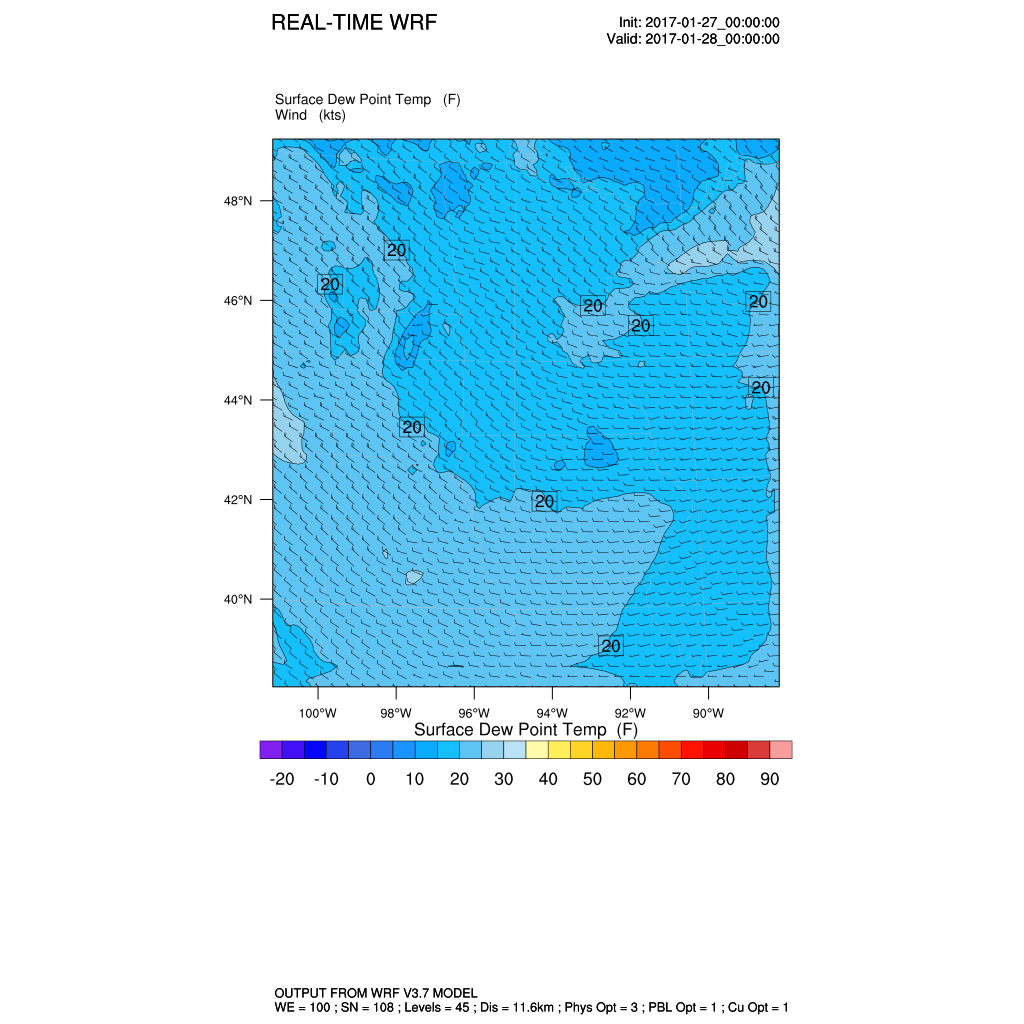 REAL-TIME WRF
Init: 2017-01-27_00:00:00
Valid: 2017-01-28_00:00:00
Surface Dew Point Temp (F)
Wind (kts)
48°N
46°N
44°N
42°N
40°N
20
20
20
20
20
20
20
20
20
100°W 98°W 96°W 94°W 92°W 90°W
Surface Dew Point Temp (F)
-20 -10 0 10 20 30 40 50 60 70 80 90
OUTPUT FROM WRF V3.7 MODEL
WE = 100 ; SN = 108 ; Levels = 45 ; Dis = 11.6km ; Phys Opt = 3 ; PBL Opt = 1 ; Cu Opt = 1